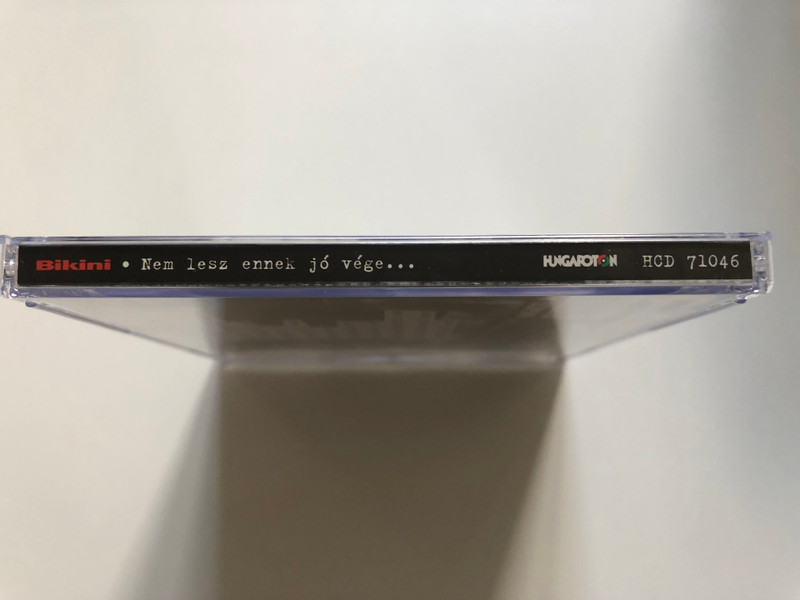 Bikini • Nem lesz ennek jó vége... HUNGAROTON HCD 71046